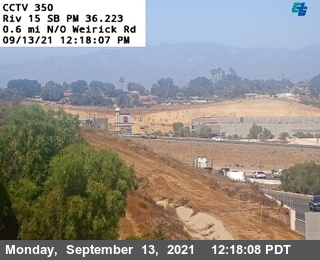 CCTV 350
Riv 15 SB PM 36.223
0.6 mi N/O Weirick Rd
09/13/21 12:18:07 PM
Monday, September 13, 2021 12:18:08 PDT